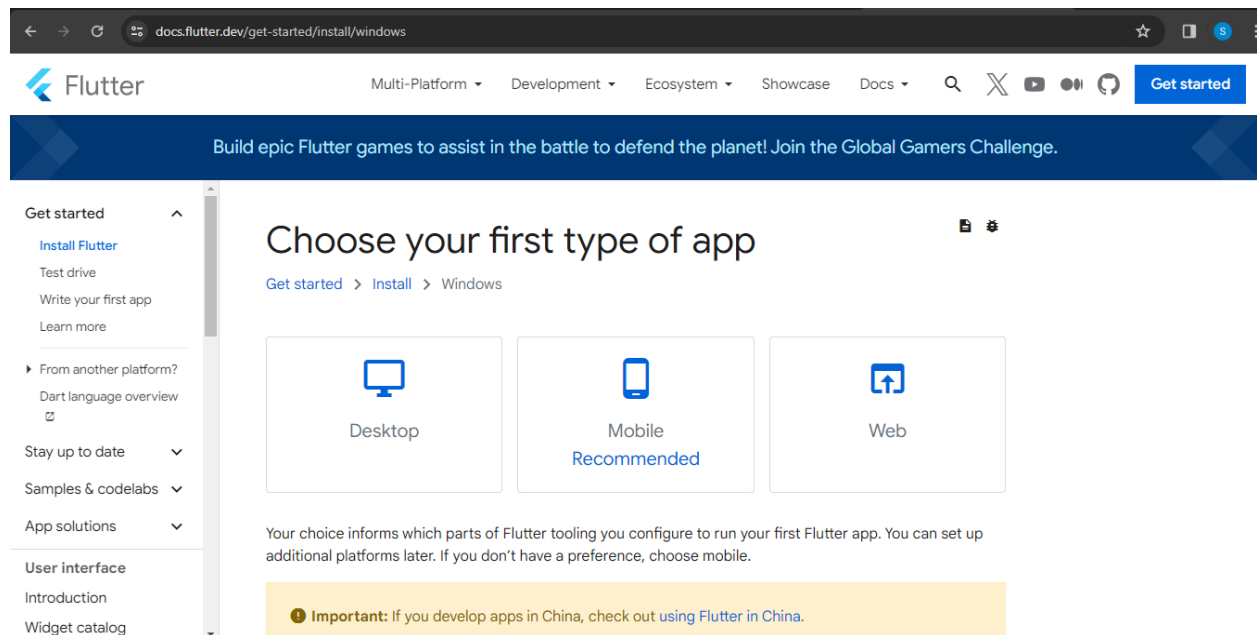 docs.flutter.dev/get-started/install/windows
S
Flutter
Multi-Platform
Development
Ecosystem
Showcase
Docs
Get started
Build epic Flutter games to assist in the battle to defend the planet! Join the Global Gamers Challenge.
Get started
Install Flutter
Test drive
Write your first app
Learn more
From another platform?
Dart language overview
Stay up to date
Samples & codelabs
App solutions
User interface
Introduction
Widget catalog
Choose your first type of app
Get started > Install > Windows
Desktop
Mobile
Recommended
Web
Your choice informs which parts of Flutter tooling you configure to run your first Flutter app. You can set up
additional platforms later. If you don’t have a preference, choose mobile.
Important: If you develop apps in China, check out using Flutter in China.